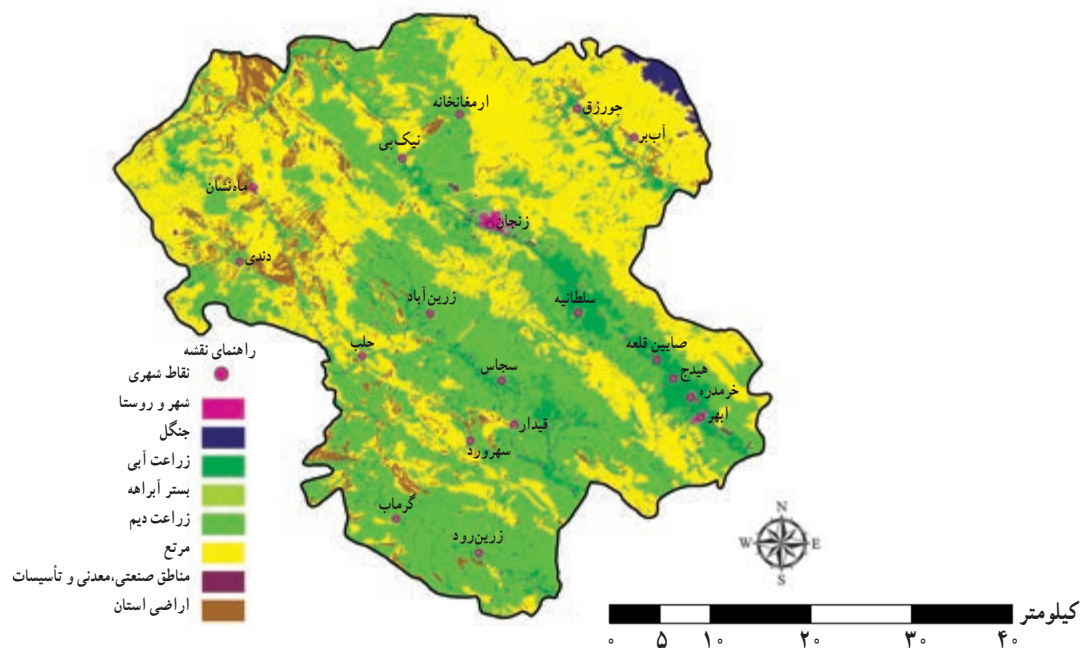 ارمغانخانه
چورزق
آب‌بر
نیک‌پی
ماه‌نشان
زنجان
دندی
سلطانیه
زرین‌آباد
حلب
صایین قلعه
هیدج
سجاس
خرمدره
ابهر
قیدار
سهرورد
گرماب
زرین‌رود
راهنمای نقشه
نقاط شهری
شهر و روستا
جنگل
زراعت آبی
بستر آبراهه
زراعت دیم
مرتع
مناطق صنعتی،معدنی و تأسیسات
اراضی استان
N
W E
S
کیلومتر
۰ ۵ ۱۰ ۲۰ ۳۰ ۴۰